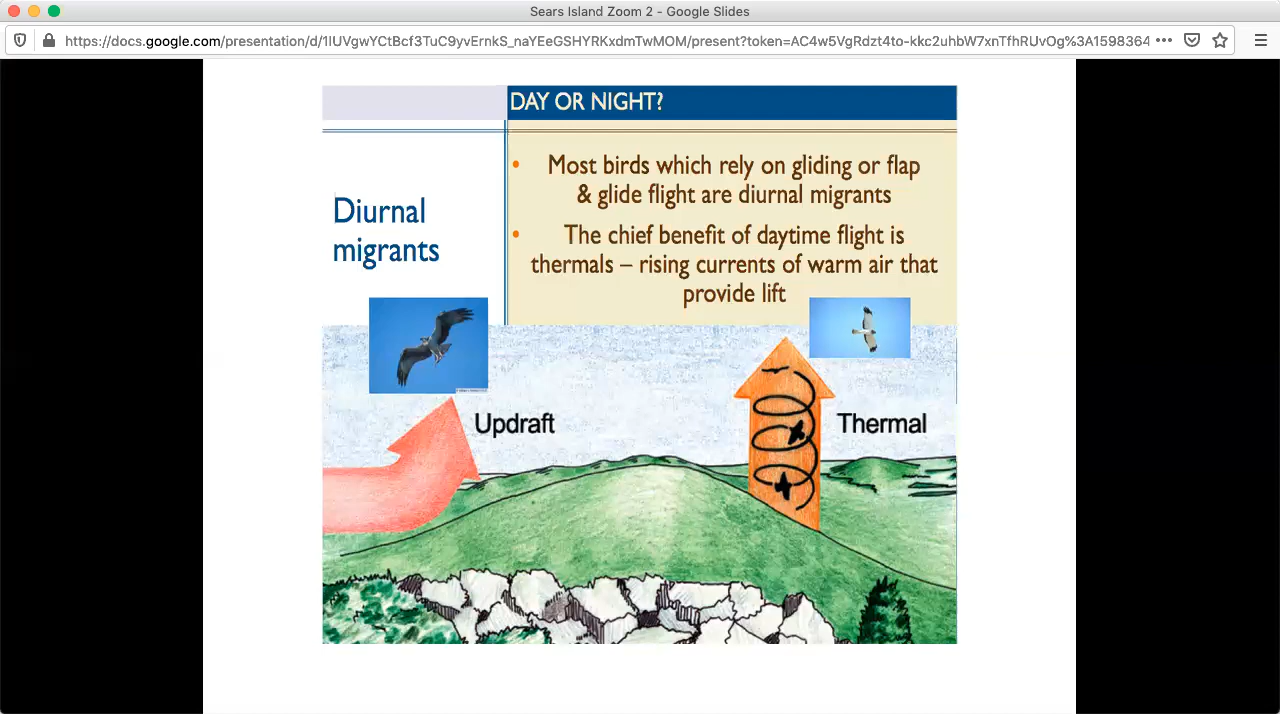 Sears Island Zoom 2 - Google Slides
https://docs.google.com/presentation/d/1IUVgwYCtBcf3TuC9yvErnkS_naYEeGSHYRKxdmTwMOM/present?token=AC4w5VgRdzt4to-kkc2uhbW7xnTfhRUvOg%3A1598364
DAY OR NIGHT?
Diurnal
migrants
• Most birds which rely on gliding or flap
& glide flight are diurnal migrants
• The chief benefit of daytime flight is
thermals – rising currents of warm air that
provide lift
Updraft
Thermal